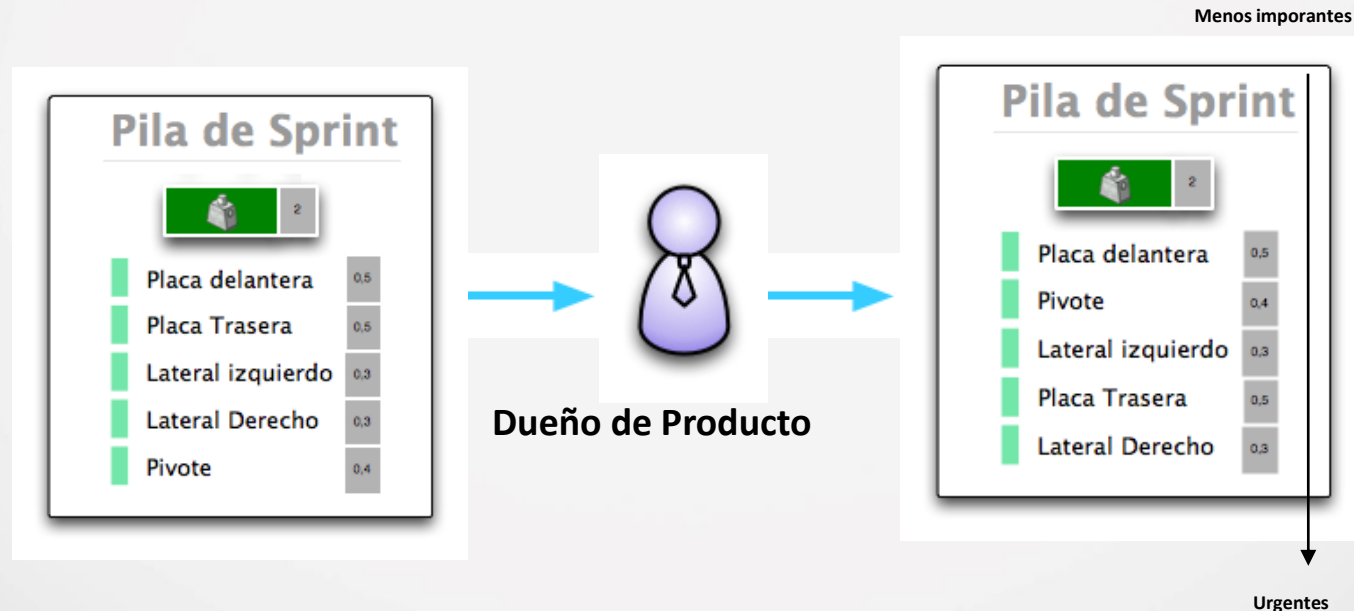 Menos imporantes
Pila de Sprint
2
Placa delantera 0,5
Placa Trasera 0,5
Lateral izquierdo 0,3
Lateral Derecho 0,3
Pivote 0,4
Dueño de Producto
Pila de Sprint
2
Placa delantera 0,5
Pivote 0,4
Lateral izquierdo 0,3
Placa Trasera 0,5
Lateral Derecho 0,3
Urgentes